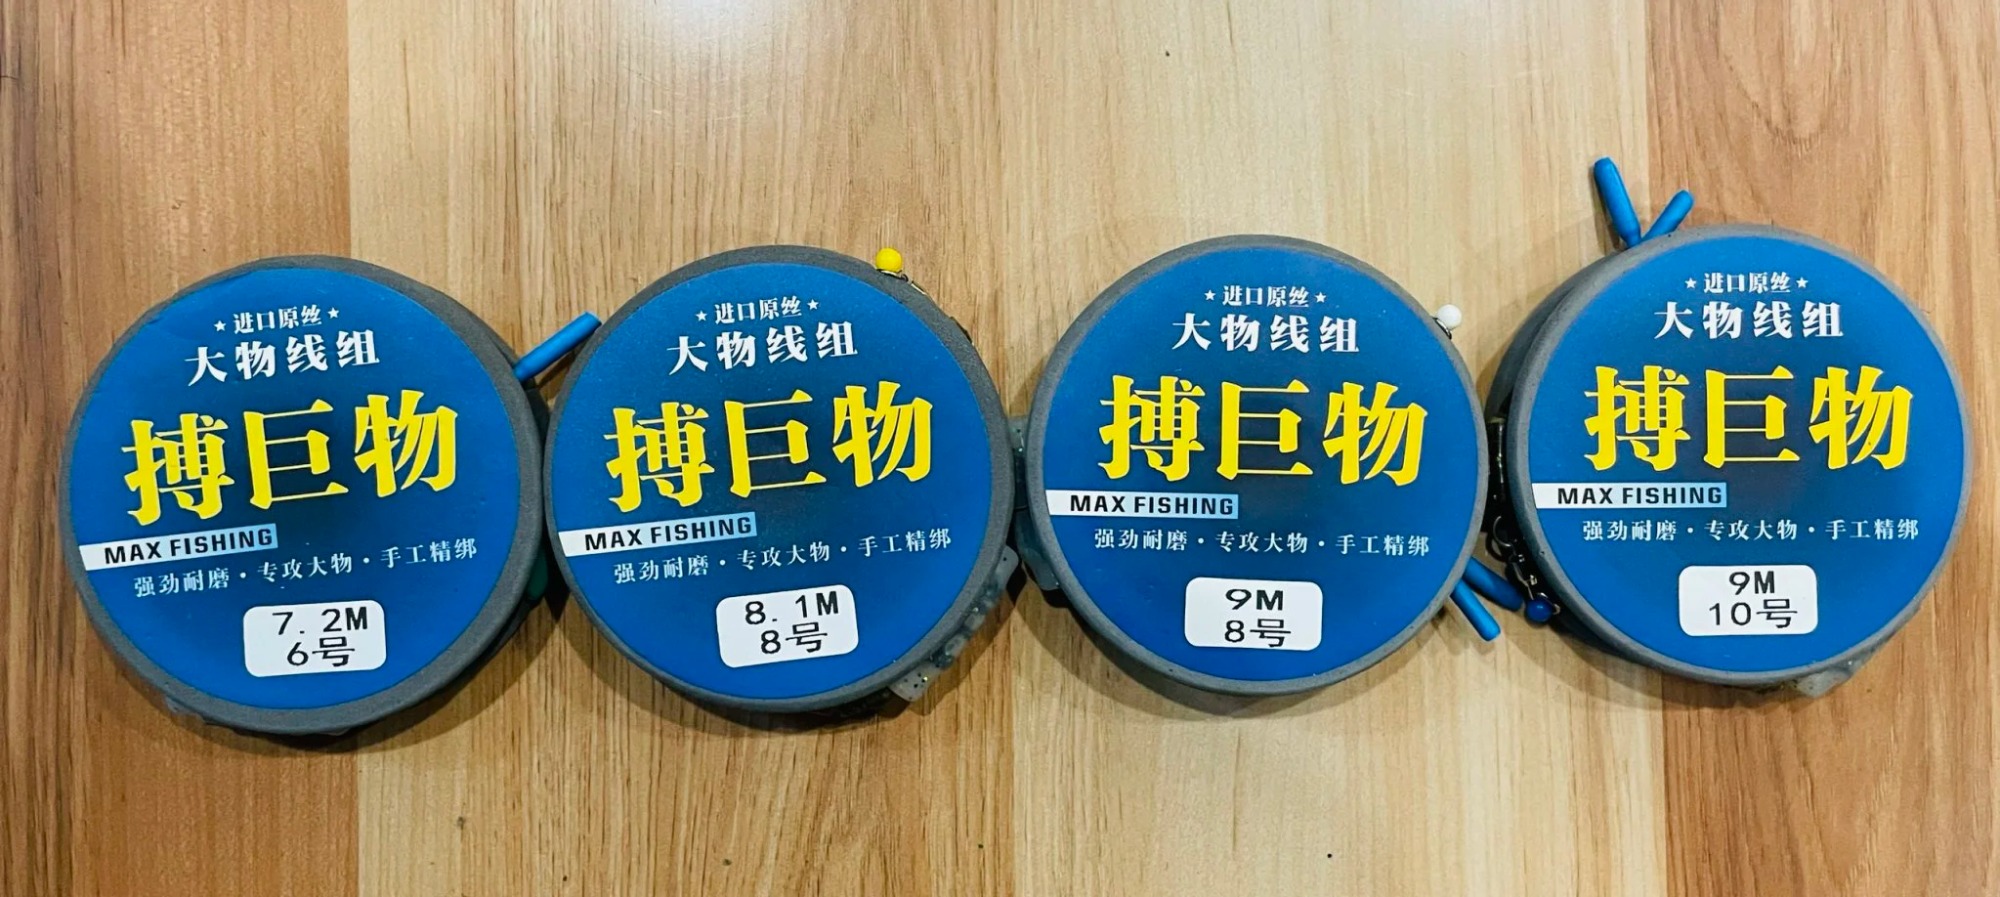 ★进口原丝★
大物线组
搏巨物
MAX FISHING
强劲耐磨·专攻大物·手工精绑
7.2M
6号
★进口原丝★
大物线组
搏巨物
MAX FISHING
强劲耐磨·专攻大物·手工精绑
8.1M
8号
★进口原丝★
大物线组
搏巨物
MAX FISHING
强劲耐磨·专攻大物·手工精绑
9M
8号
★进口原丝★
大物线组
搏巨物
MAX FISHING
强劲耐磨·专攻大物·手工精绑
9M
10号